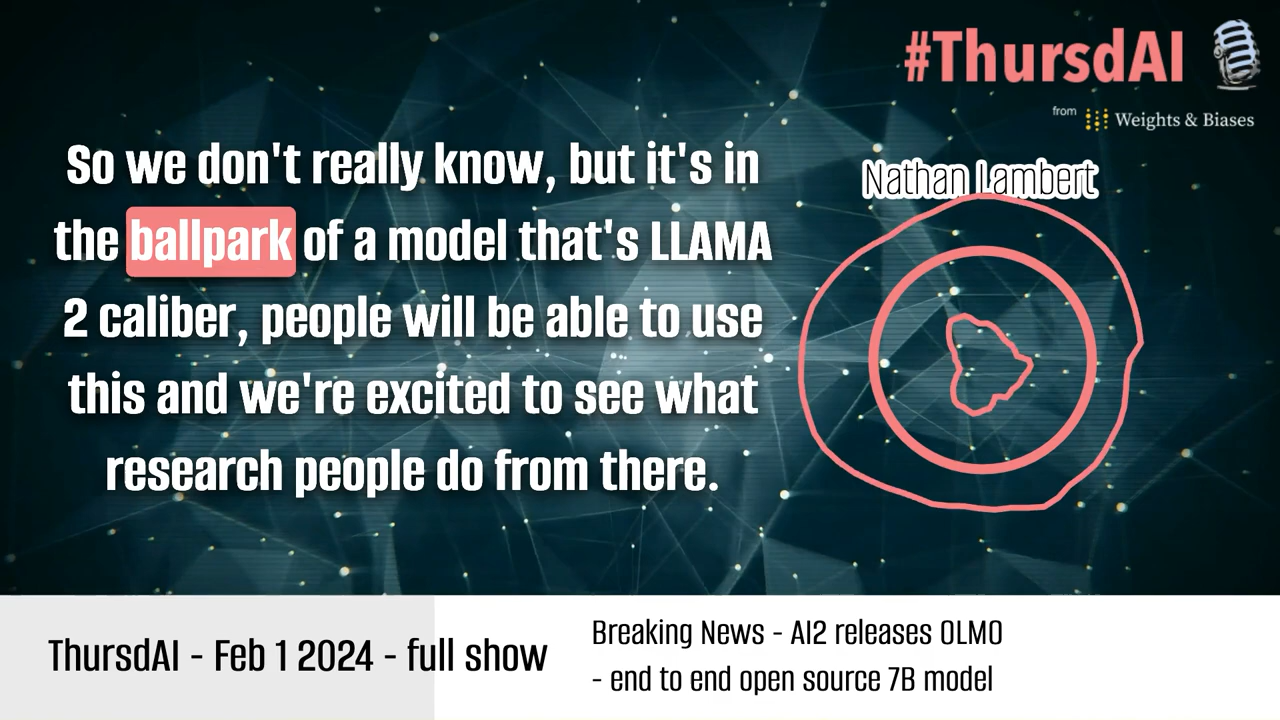 #ThursdAI
from Weights & Biases
Nathan Lambert
So we don't really know, but it's in
the ballpark of a model that's LLAMA
2 caliber, people will be able to use
this and we're excited to see what
research people do from there.
ThursdAI - Feb 1 2024 - full show
Breaking News - AI2 releases OLMO
- end to end open source 7B model